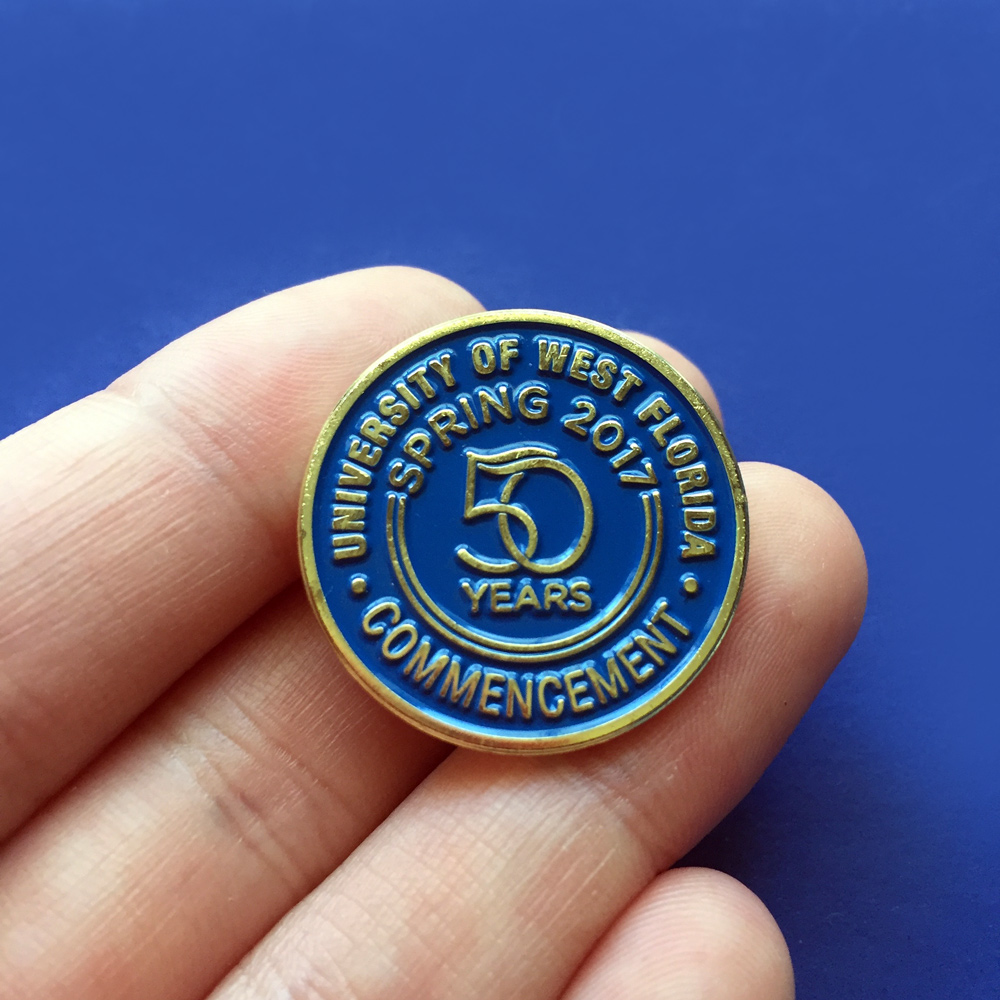 UNIVERSITY OF WEST FLORIDA
SPRING 2017
50
YEARS
COMMENCEMENT